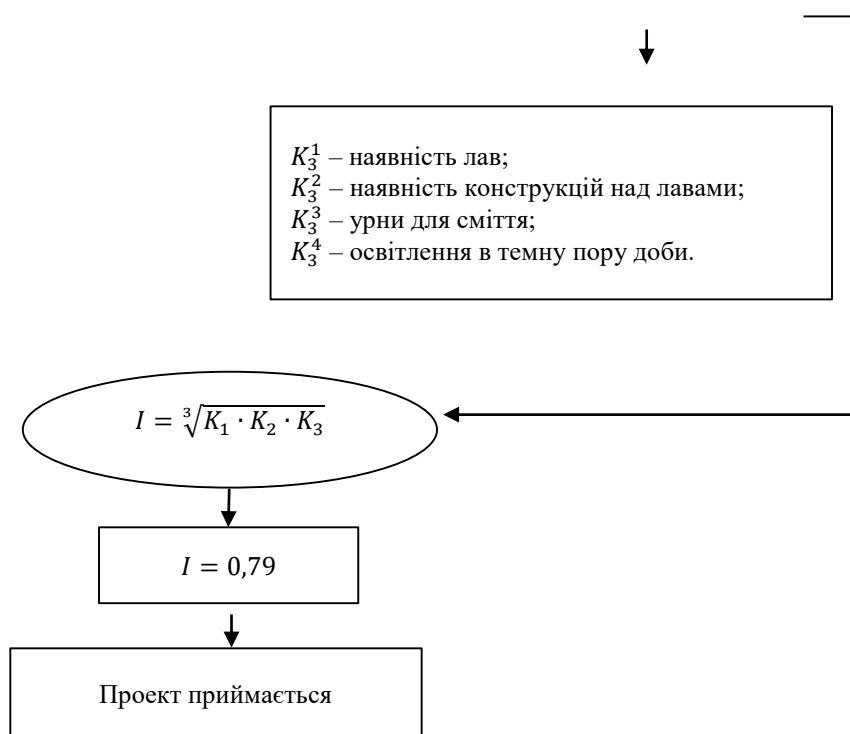 K₃¹ – наявність лав;
K₃² – наявність конструкцій над лавами;
K₃³ – урни для сміття;
K₃⁴ – освітлення в темну пору доби.
I = ∛(K₁ · K₂ · K₃)
I = 0,79
Проект приймається